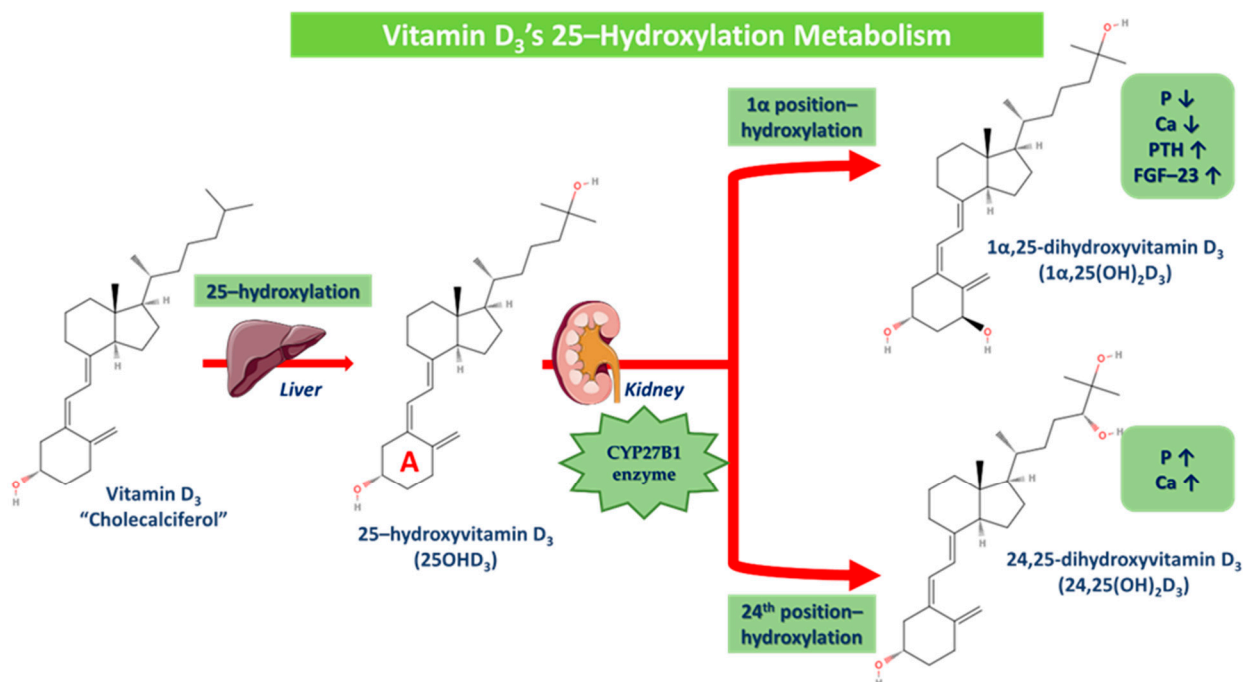 Vitamin D₃'s 25–Hydroxylation Metabolism
25–hydroxylation
Liver
Vitamin D₃
“Cholecalciferol”
H
H
O
H
A
25–hydroxyvitamin D₃
(25OHD₃)
O
H
H
H
O
H
Kidney
CYP27B1
enzyme
1α position–
hydroxylation
O
H
H
H
O
H
O
H
1α,25-dihydroxyvitamin D₃
(1α,25(OH)₂D₃)
P ↓
Ca ↓
PTH ↑
FGF–23 ↑
24th position–
hydroxylation
O
H
O
H
H
H
O
H
24,25-dihydroxyvitamin D₃
(24,25(OH)₂D₃)
P ↑
Ca ↑